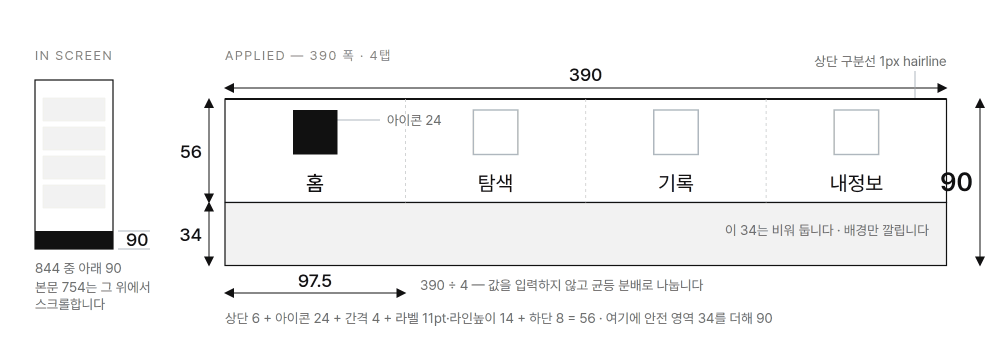 IN SCREEN
90
844 중 아래 90
본문 754는 그 위에서
스크롤합니다
APPLIED — 390 폭 · 4탭
상단 구분선 1px hairline
390
아이콘 24
56
홈
탐색
기록
내정보
90
34
이 34는 비워 둡니다 · 배경만 깔립니다
97.5
390 ÷ 4 — 값을 입력하지 않고 균등 분배로 나눕니다
상단 6 + 아이콘 24 + 간격 4 + 라벨 11pt·라인높이 14 + 하단 8 = 56 · 여기에 안전 영역 34를 더해 90